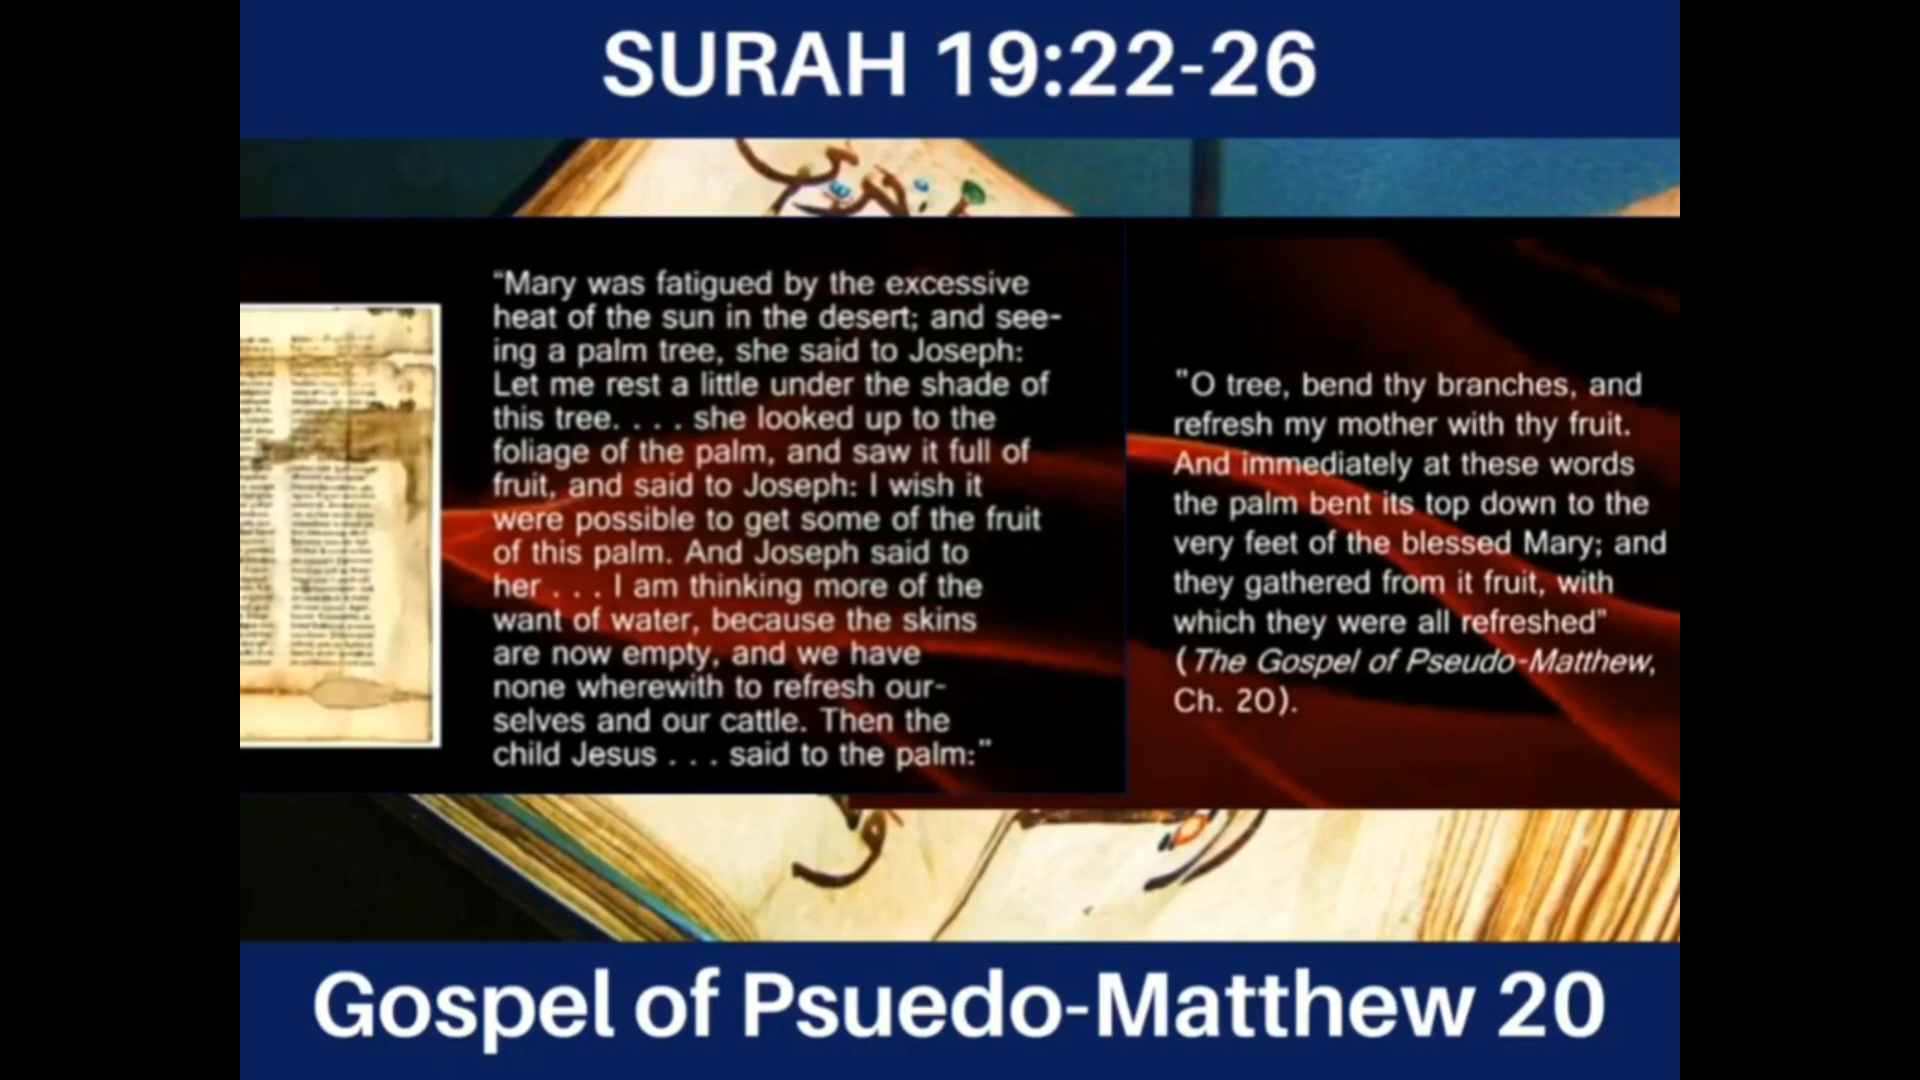 SURAH 19:22-26
“Mary was fatigued by the excessive
heat of the sun in the desert; and see-
ing a palm tree, she said to Joseph:
Let me rest a little under the shade of
this tree. . . . she looked up to the
foliage of the palm, and saw it full of
fruit, and said to Joseph: I wish it
were possible to get some of the fruit
of this palm. And Joseph said to
her . . . I am thinking more of the
want of water, because the skins
are now empty, and we have
none wherewith to refresh our-
selves and our cattle. Then the
child Jesus . . . said to the palm:”
"O tree, bend thy branches, and
refresh my mother with thy fruit.
And immediately at these words
the palm bent its top down to the
very feet of the blessed Mary; and
they gathered from it fruit, with
which they were all refreshed"
(The Gospel of Pseudo-Matthew,
Ch. 20).
Gospel of Psuedo-Matthew 20